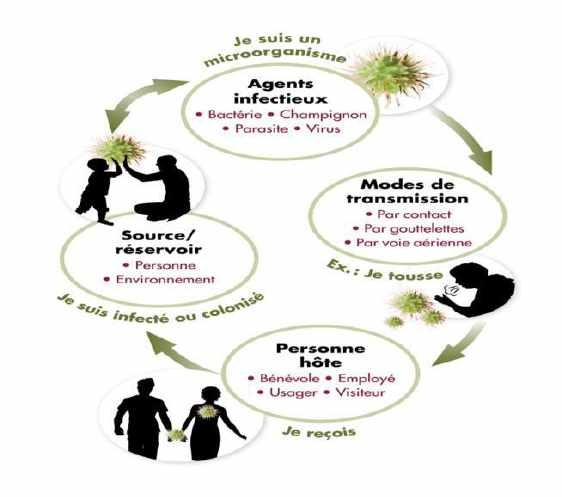 Je suis un
microorganisme
Agents
infectieux
• Bactérie • Champignon
• Parasite • Virus
Modes de
transmission
• Par contact
• Par gouttelettes
• Par voie aérienne
Ex. : Je tousse
Personne
hôte
• Bénévole • Employé
• Usager • Visiteur
Je reçois
Source/
réservoir
• Personne
• Environnement
Je suis infecté ou colonisé